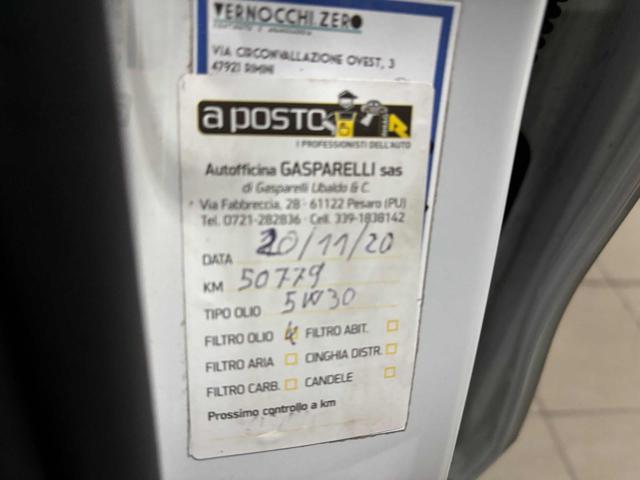 VERNOCCHI.ZERO
VIA CIRCONVALLAZIONE OVEST, 3
47921 RIMINI
a POSTO
I PROFESSIONISTI DELL'AUTO
Autofficina GASPARELLI sas
di Gasparelli Ubaldo & C.
Via Fabbreccia, 28 - 61122 Pesaro (PU)
Tel. 0721-282836 - Cell. 339-1838142
DATA 20/11/20
KM 50779
TIPO OLIO 5W30
FILTRO OLIO FILTRO ABIT.
FILTRO ARIA CINGHIA DISTR.
FILTRO CARB. CANDELE
Prossimo controllo a km